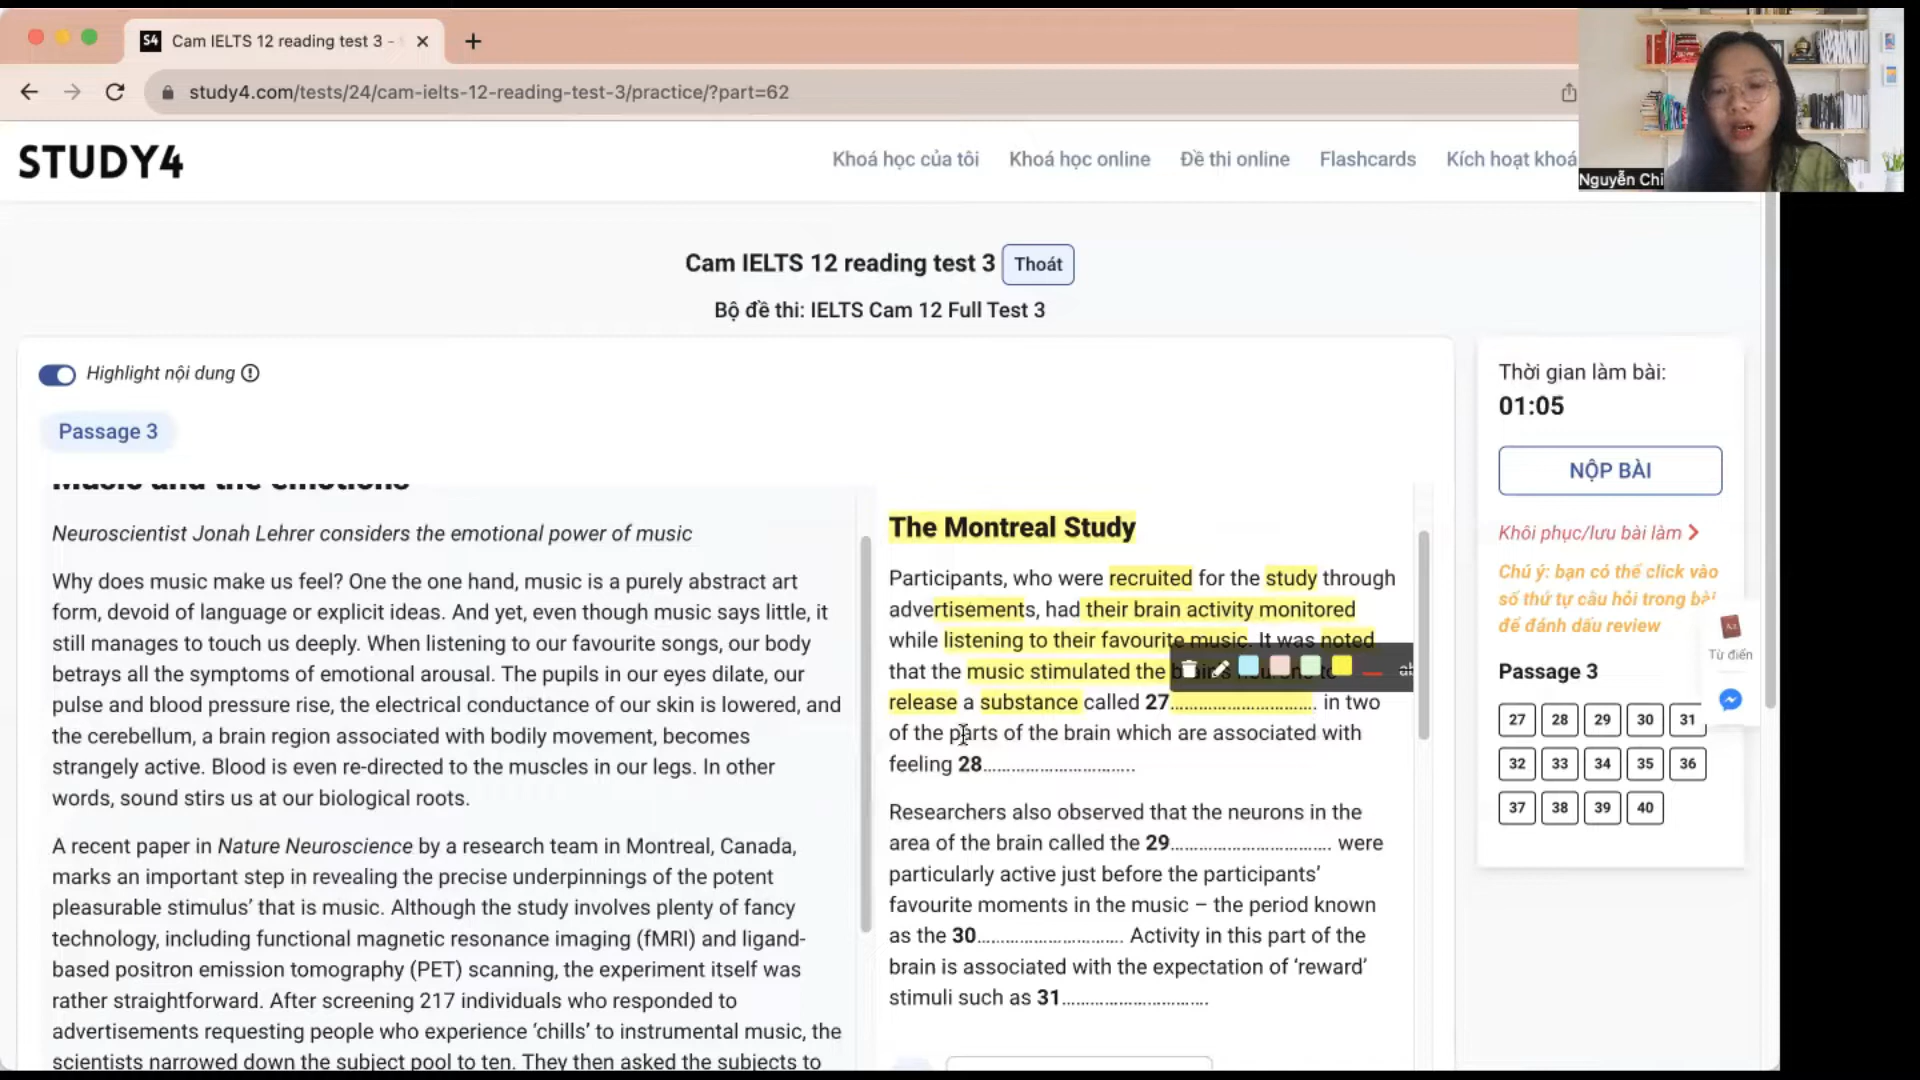 S4 Cam IELTS 12 reading test 3 -
study4.com/tests/24/cam-ielts-12-reading-test-3/practice/?part=62
STUDY4
Khoá học của tôi
Khoá học online
Đề thi online
Flashcards
Kích hoạt khoá
Nguyễn Chi
Cam IELTS 12 reading test 3
Thoát
Bộ đề thi: IELTS Cam 12 Full Test 3
Highlight nội dung
Passage 3
Music and the emotions
Neuroscientist Jonah Lehrer considers the emotional power of music
Why does music make us feel? One the one hand, music is a purely abstract art
form, devoid of language or explicit ideas. And yet, even though music says little, it
still manages to touch us deeply. When listening to our favourite songs, our body
betrays all the symptoms of emotional arousal. The pupils in our eyes dilate, our
pulse and blood pressure rise, the electrical conductance of our skin is lowered, and
the cerebellum, a brain region associated with bodily movement, becomes
strangely active. Blood is even re-directed to the muscles in our legs. In other
words, sound stirs us at our biological roots.
A recent paper in Nature Neuroscience by a research team in Montreal, Canada,
marks an important step in revealing the precise underpinnings of the potent
pleasurable stimulus’ that is music. Although the study involves plenty of fancy
technology, including functional magnetic resonance imaging (fMRI) and ligand-
based positron emission tomography (PET) scanning, the experiment itself was
rather straightforward. After screening 217 individuals who responded to
advertisements requesting people who experience ‘chills’ to instrumental music, the
scientists narrowed down the subject pool to ten. They then asked the subjects to
The Montreal Study
Participants, who were recruited for the study through
advertisements, had their brain activity monitored
while listening to their favourite music. It was noted
that the music stimulated the brain's neurons to
release a substance called 27............................ in two
of the parts of the brain which are associated with
feeling 28............................
Researchers also observed that the neurons in the
area of the brain called the 29............................ were
particularly active just before the participants’
favourite moments in the music – the period known
as the 30............................ Activity in this part of the
brain is associated with the expectation of ‘reward’
stimuli such as 31............................
Thời gian làm bài:
01:05
NỘP BÀI
Khôi phục/lưu bài làm
Chú ý: bạn có thể click vào
số thứ tự câu hỏi trong bài
để đánh dấu review
Từ điển
Passage 3
27 28 29 30 31
32 33 34 35 36
37 38 39 40